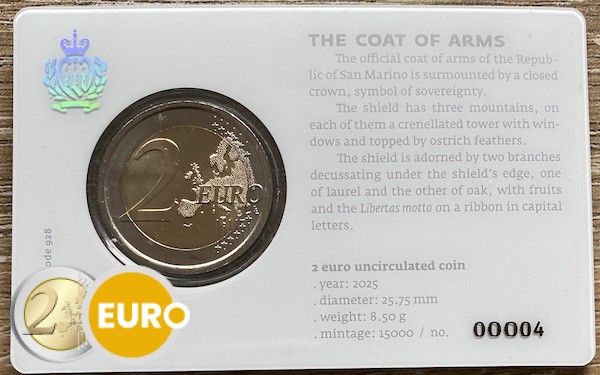 THE COAT OF ARMS
The official coat of arms of the Repub-
lic of San Marino is surmounted by a closed
crown, symbol of sovereignty.
The shield has three mountains, on
each of them a crenellated tower with win-
dows and topped by ostrich feathers.
The shield is adorned by two branches
decussating under the shield's edge, one
of laurel and the other of oak, with fruits
and the Libertas motto on a ribbon in capital
letters.
2 euro uncirculated coin
. year: 2025
. diameter: 25.75 mm
. weight: 8.50 g
. mintage: 15000 / no. 00004
2 EURO
ode 928
2 EURO